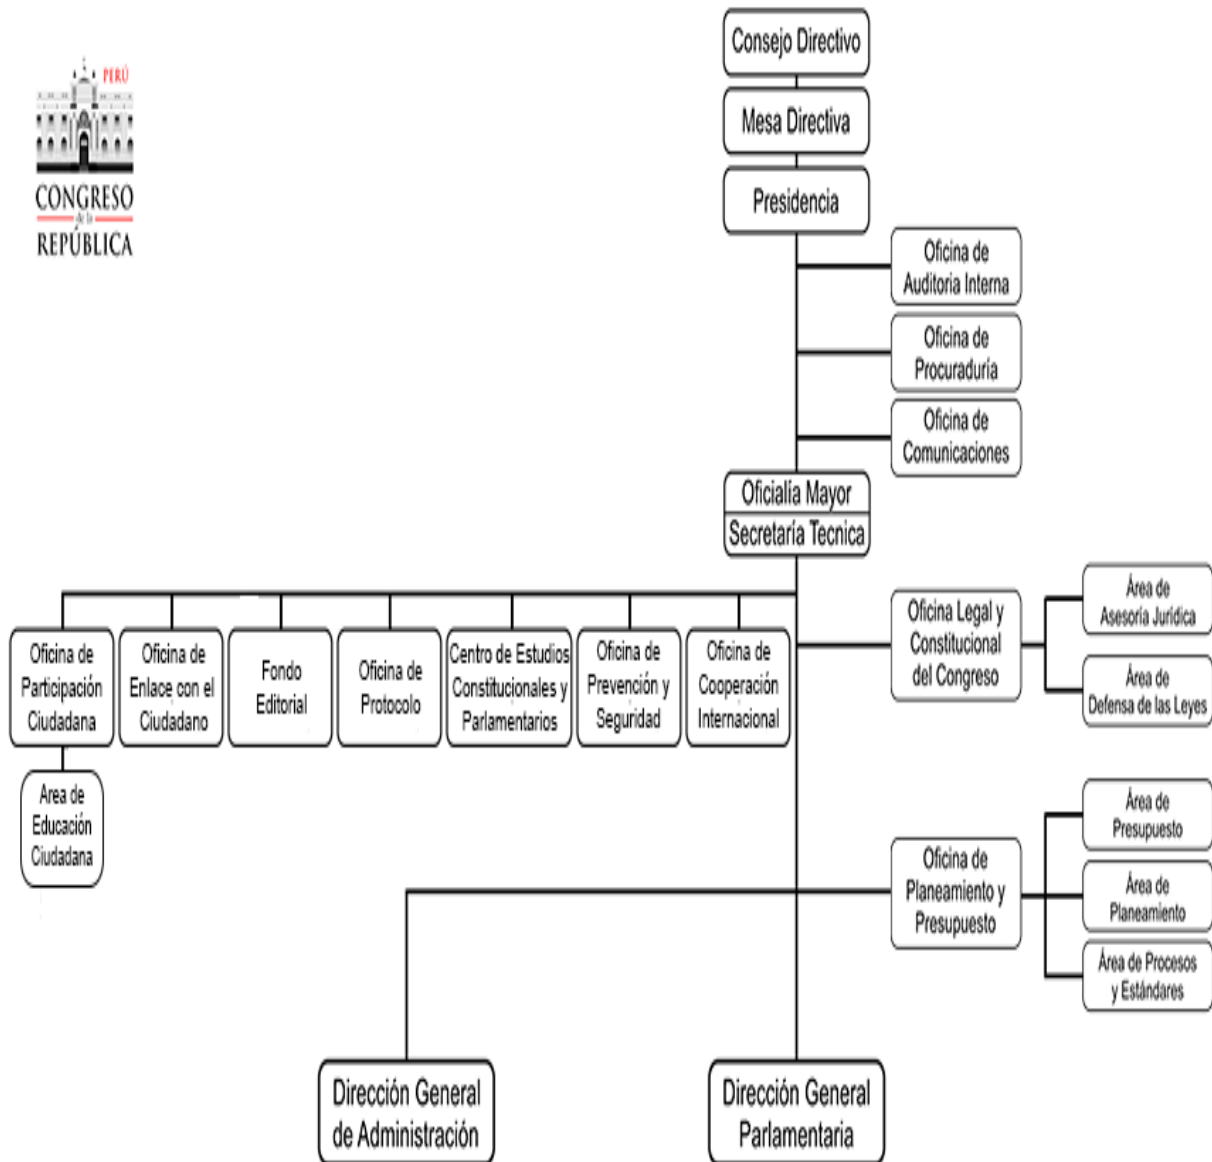 Consejo Directivo
Mesa Directiva
PERÚ
CONGRESO
de la
REPÚBLICA
Presidencia
Oficina de
Auditoria Interna
Oficina de
Procuraduría
Oficina de
Comunicaciones
Oficialía Mayor
Secretaría Tecnica
Oficina de
Participación
Ciudadana
Oficina de
Enlace con el
Ciudadano
Fondo
Editorial
Oficina de
Protocolo
Centro de Estudios
Constitucionales y
Parlamentarios
Oficina de
Prevención y
Seguridad
Oficina de
Cooperación
Internacional
Oficina Legal y
Constitucional
del Congreso
Área de
Asesoría Jurídica
Área de
Defensa de las Leyes
Area de
Educación
Ciudadana
Oficina de
Planeamiento y
Presupuesto
Área de
Presupuesto
Área de
Planeamiento
Área de Procesos
y Estándares
Dirección General
de Administración
Dirección General
Parlamentaria